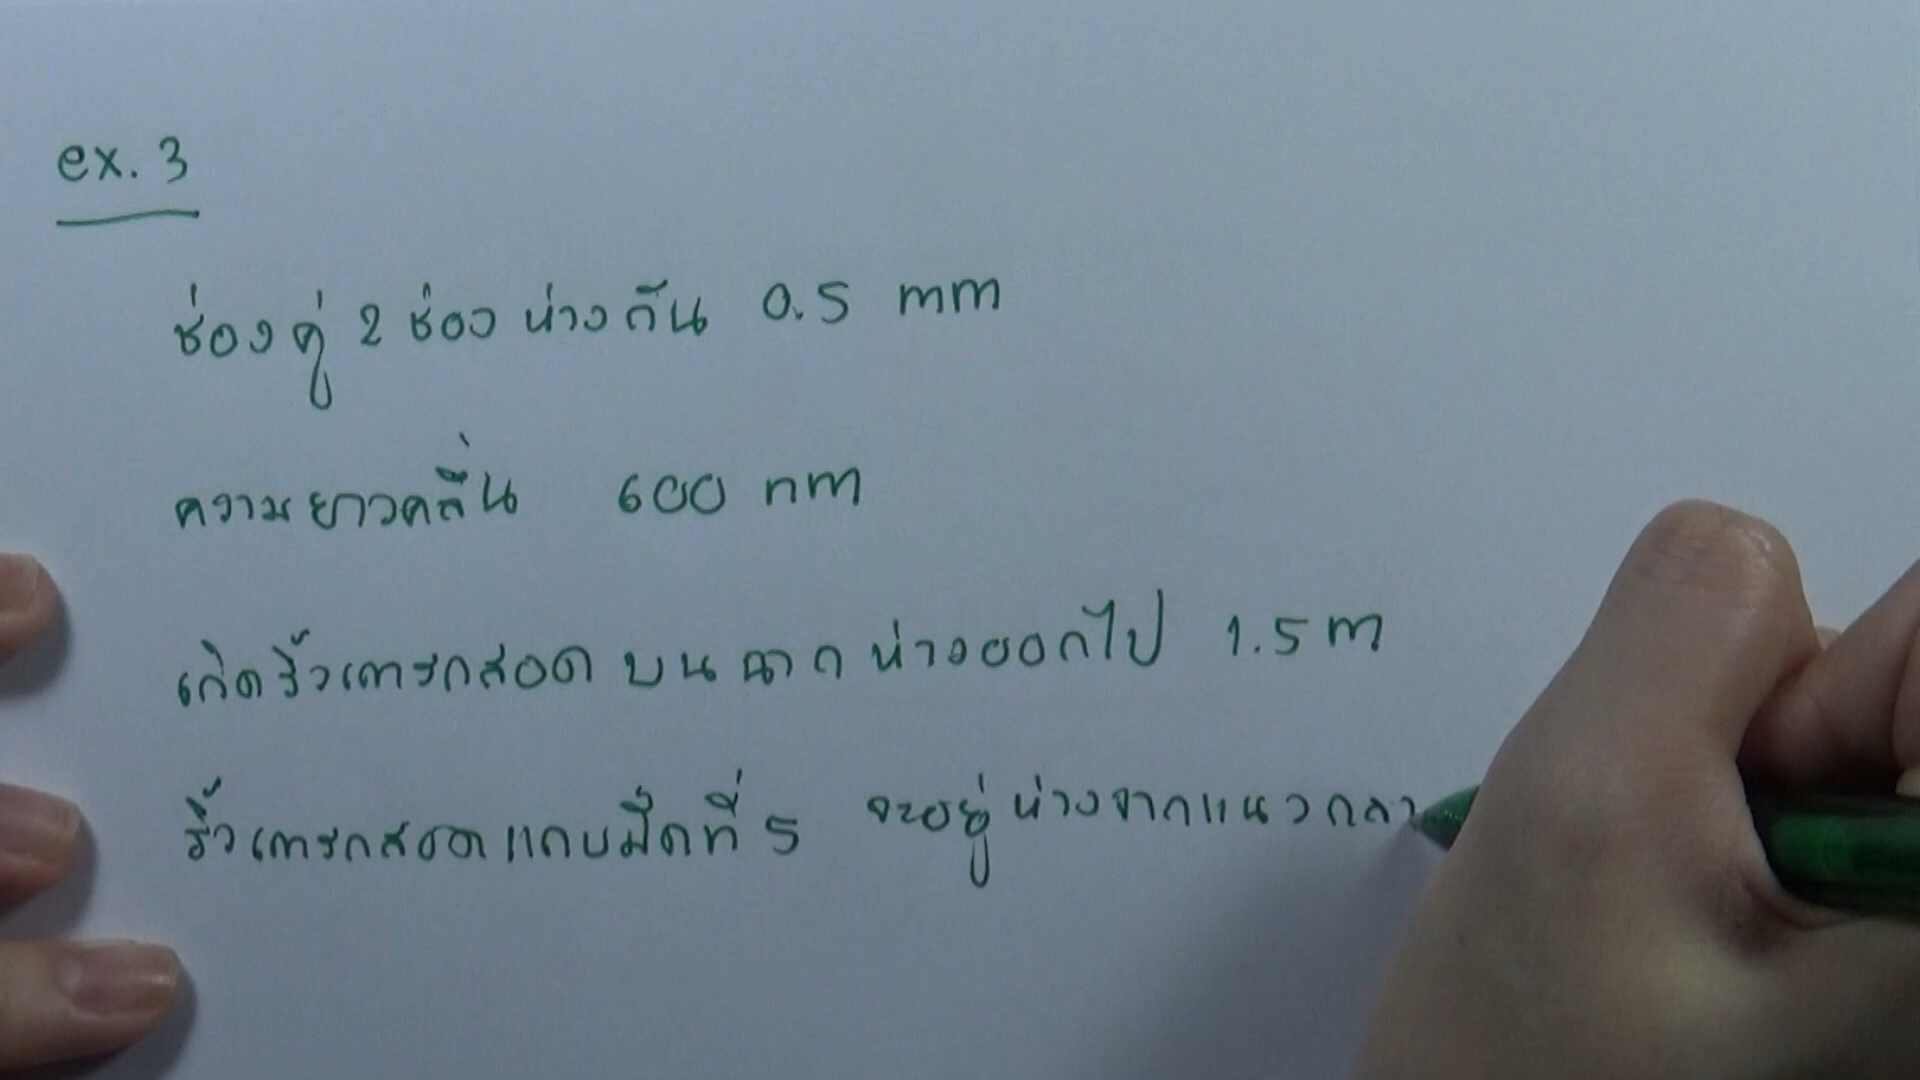 ex. 3
ช่องคู่ 2 ช่อง ห่างกัน 0.5 mm
ความยาวคลื่น 600 nm
เกิดริ้วแทรกสอด บนฉาก ห่างออกไป 1.5 m
ริ้วแทรกสอดแถบมืดที่ 5 จะอยู่ ห่างจากแนวกลา